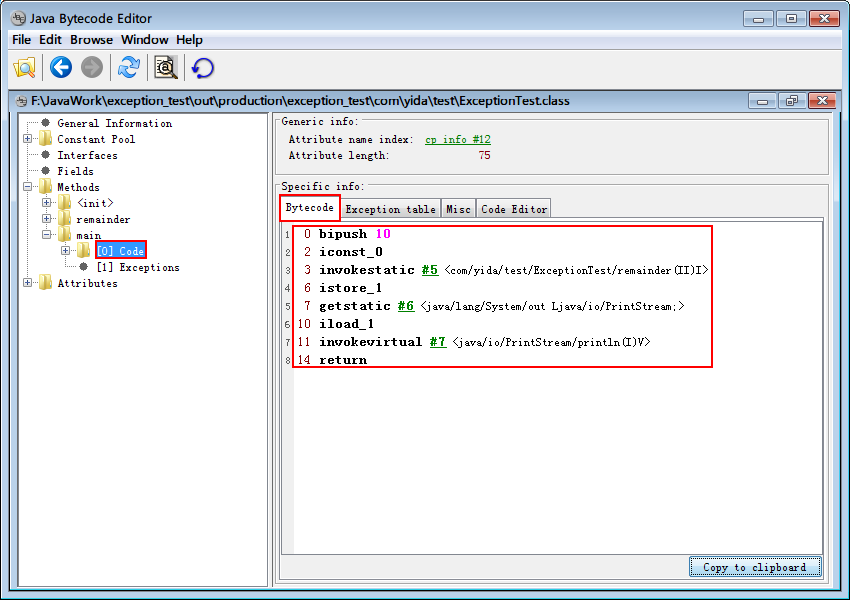 Java Bytecode Editor
File Edit Browse Window Help
F:\JavaWork\exception_test\out\production\exception_test\com\yida\test\ExceptionTest.class
General Information
Constant Pool
Interfaces
Fields
Methods
<init>
remainder
main
[0] Code
[1] Exceptions
Attributes
Generic info:
Attribute name index: cp info #12
Attribute length: 75
Specific info:
Bytecode Exception table Misc Code Editor
1 0 bipush 10
2 2 iconst_0
3 3 invokestatic #5 <com/yida/test/ExceptionTest/remainder(II)I>
4 6 istore_1
5 7 getstatic #6 <java/lang/System/out Ljava/io/PrintStream;>
6 10 iload_1
7 11 invokevirtual #7 <java/io/PrintStream/println(I)V>
8 14 return
Copy to clipboard